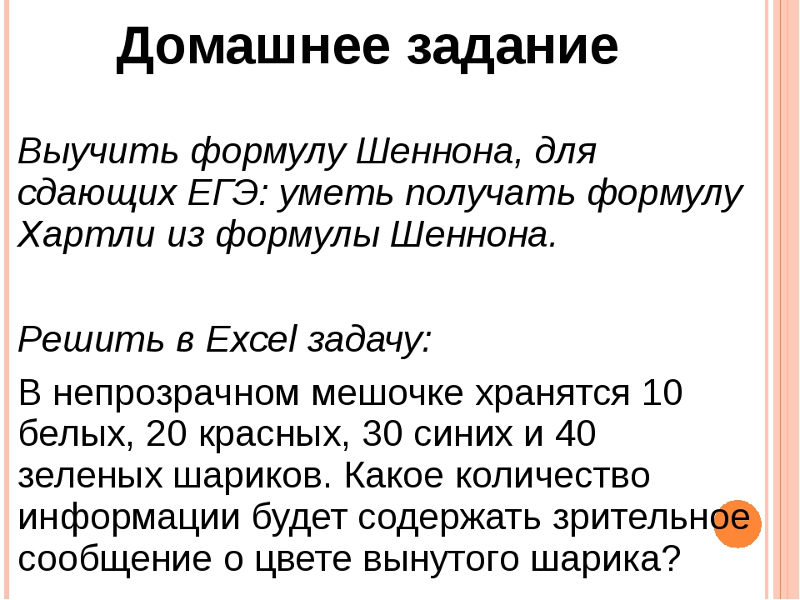 Домашнее задание
Выучить формулу Шеннона, для
сдающих ЕГЭ: уметь получать формулу
Хартли из формулы Шеннона.
Решить в Excel задачу:
В непрозрачном мешочке хранятся 10
белых, 20 красных, 30 синих и 40
зеленых шариков. Какое количество
информации будет содержать зрительное
сообщение о цвете вынутого шарика?